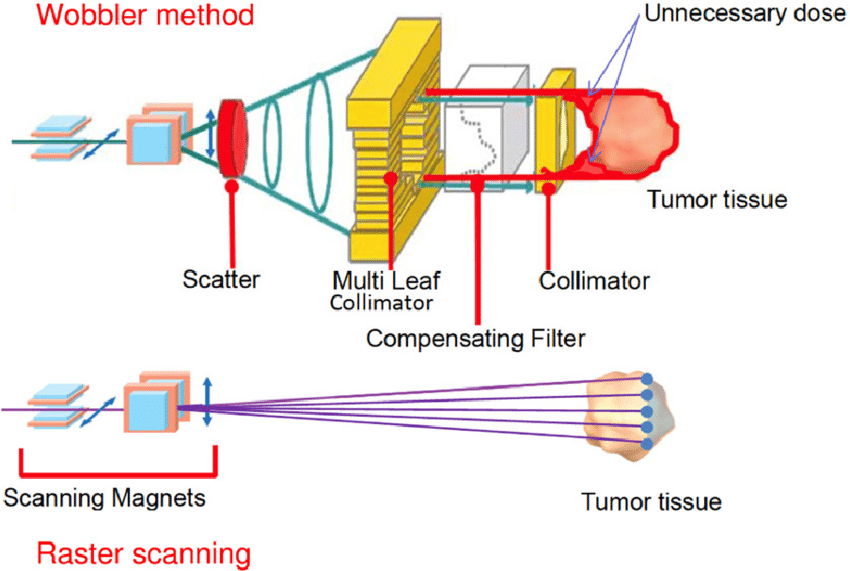 Wobbler method
Unnecessary dose
Tumor tissue
Scatter
Multi Leaf
Collimator
Collimator
Compensating Filter
Scanning Magnets
Tumor tissue
Raster scanning